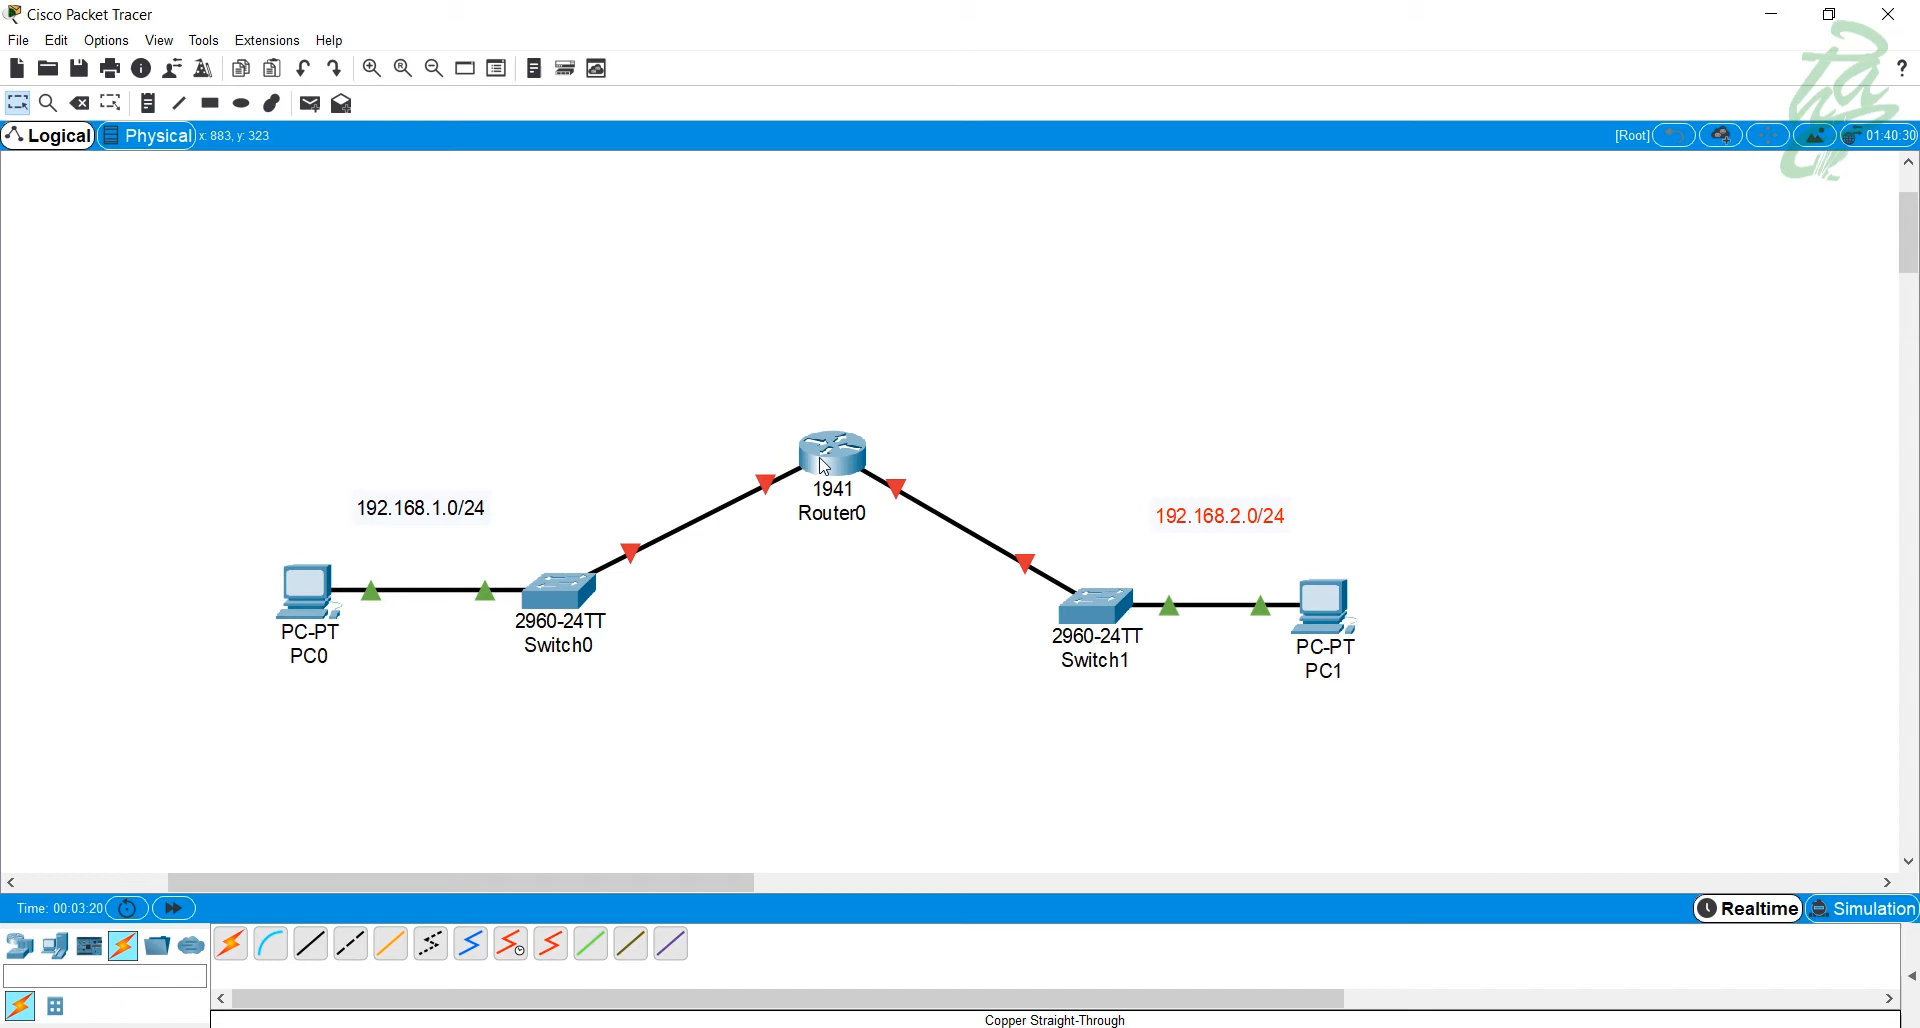 Cisco Packet Tracer
File Edit Options View Tools Extensions Help
Logical Physical x: 883, y: 323 [Root] 01:40:30
1941
Router0
192.168.1.0/24
192.168.2.0/24
PC-PT
PC0
2960-24TT
Switch0
2960-24TT
Switch1
PC-PT
PC1
Time: 00:03:20 Realtime Simulation
Copper Straight-Through